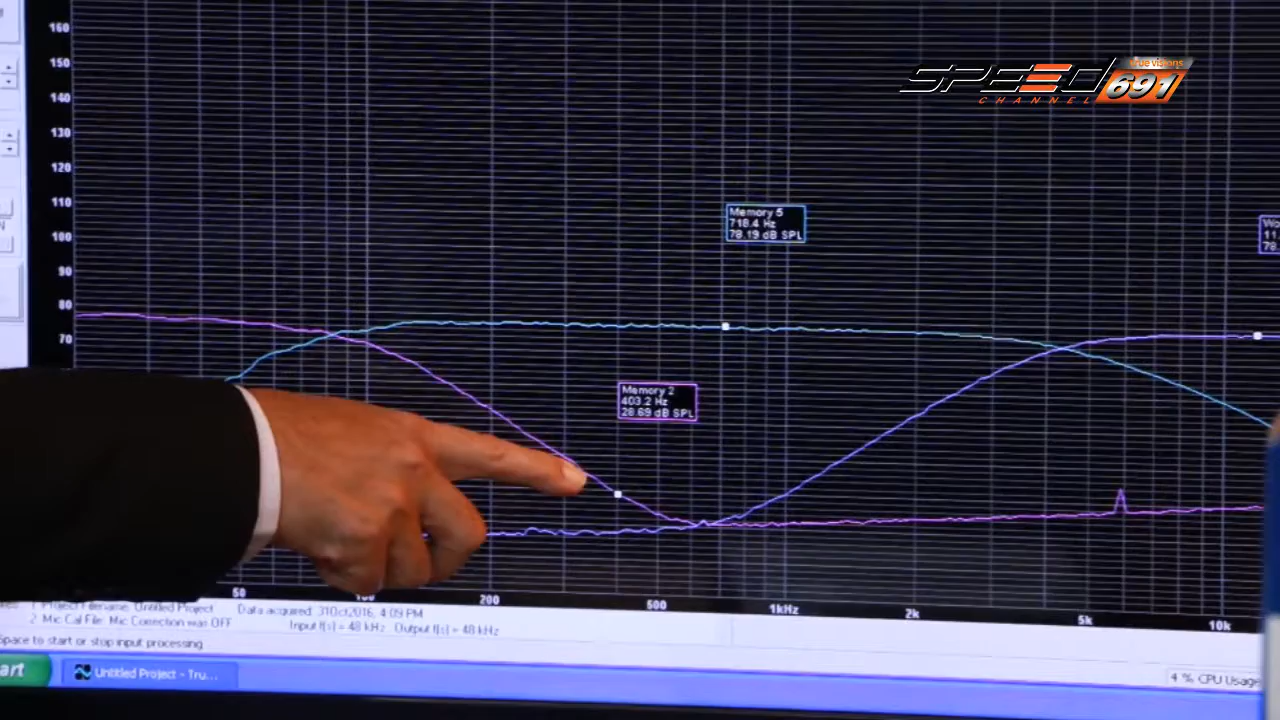 160
150
140
130
120
110
100
90
80
70
true visions
SPEED
CHANNEL
691
Memory 5
718.4 Hz
78.19 dB SPL
Memory 2
403.2 Hz
28.69 dB SPL
11.
78.
50
200
500
1kHz
2k
5k
10k
1 Project Filename: Untitled Project
Data acquired: 31Oct2016, 4:09 PM
2 Mic Cal File: Mic Correction was OFF
Input f(s) = 48 kHz Output f(s) = 48 kHz
Space to start or stop input processing
art
Untitled Project - Tru...
4 % CPU Usage